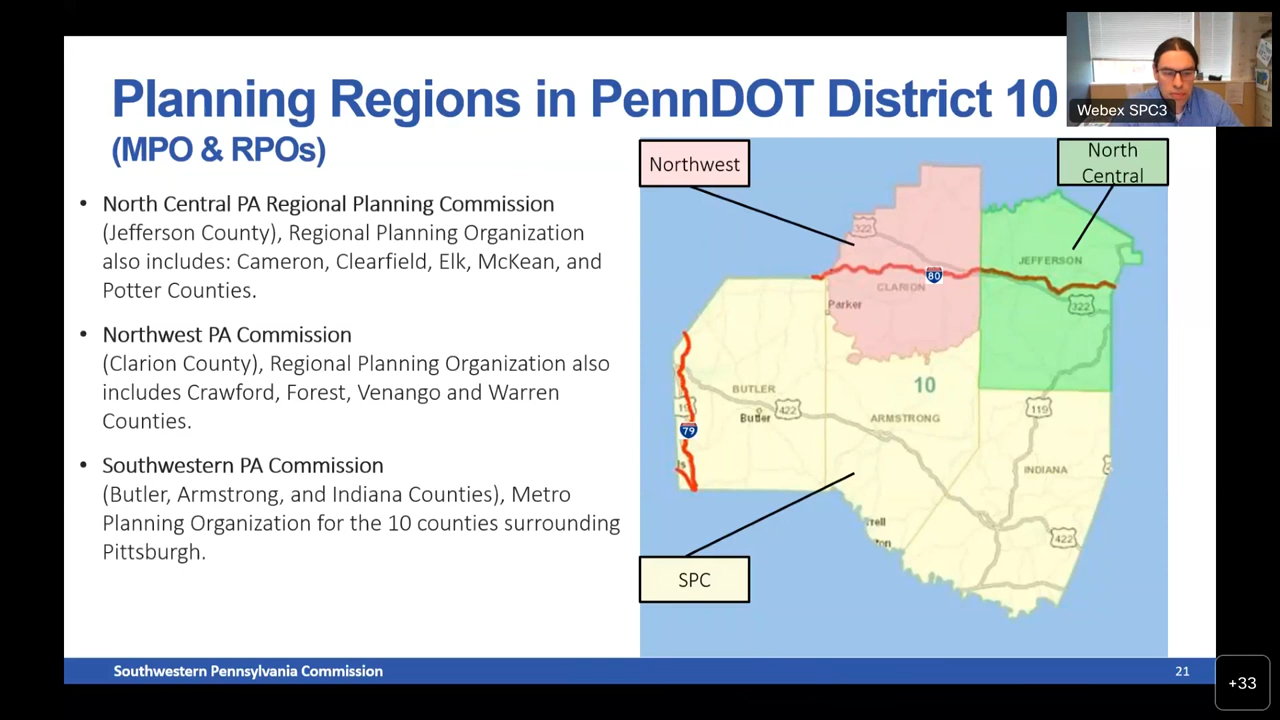 Planning Regions in PennDOT District 10
(MPO & RPOs)
Webex SPC3
• North Central PA Regional Planning Commission
(Jefferson County), Regional Planning Organization
also includes: Cameron, Clearfield, Elk, McKean, and
Potter Counties.
• Northwest PA Commission
(Clarion County), Regional Planning Organization also
includes Crawford, Forest, Venango and Warren
Counties.
• Southwestern PA Commission
(Butler, Armstrong, and Indiana Counties), Metro
Planning Organization for the 10 counties surrounding
Pittsburgh.
Northwest
North
Central
322
JEFFERSON
80
CLARION
Parker
322
10
BUTLER
Butler
422
ARMSTRONG
119
79
INDIANA
422
SPC
Southwestern Pennsylvania Commission
21
+33